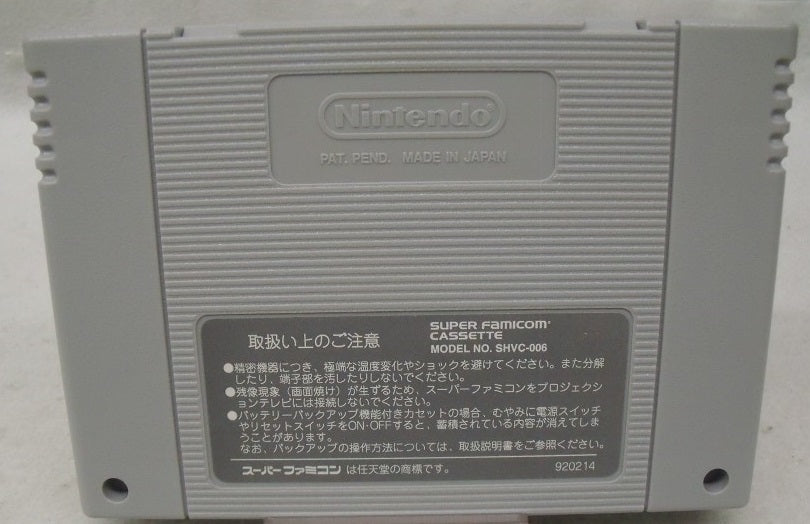 Nintendo®
PAT. PEND. MADE IN JAPAN
取扱い上のご注意
SUPER FAMICOM®
CASSETTE
MODEL NO. SHVC-006
●精密機器につき、極端な温度変化やショックを避けてください。また分解
したり、端子部を汚したりしないでください。
●残像現象(画面焼け)が生ずるため、スーパーファミコンをプロジェクシ
ョンテレビには接続しないでください。
●バッテリーバックアップ機能付きカセットの場合、むやみに電源スイッチ
やリセットスイッチをON・OFFすると、蓄積されている内容が消えてしま
うことがあります。
なお、バックアップの操作方法については、取扱説明書をご参照ください。
スーパーファミコンは任天堂の商標です。
920214